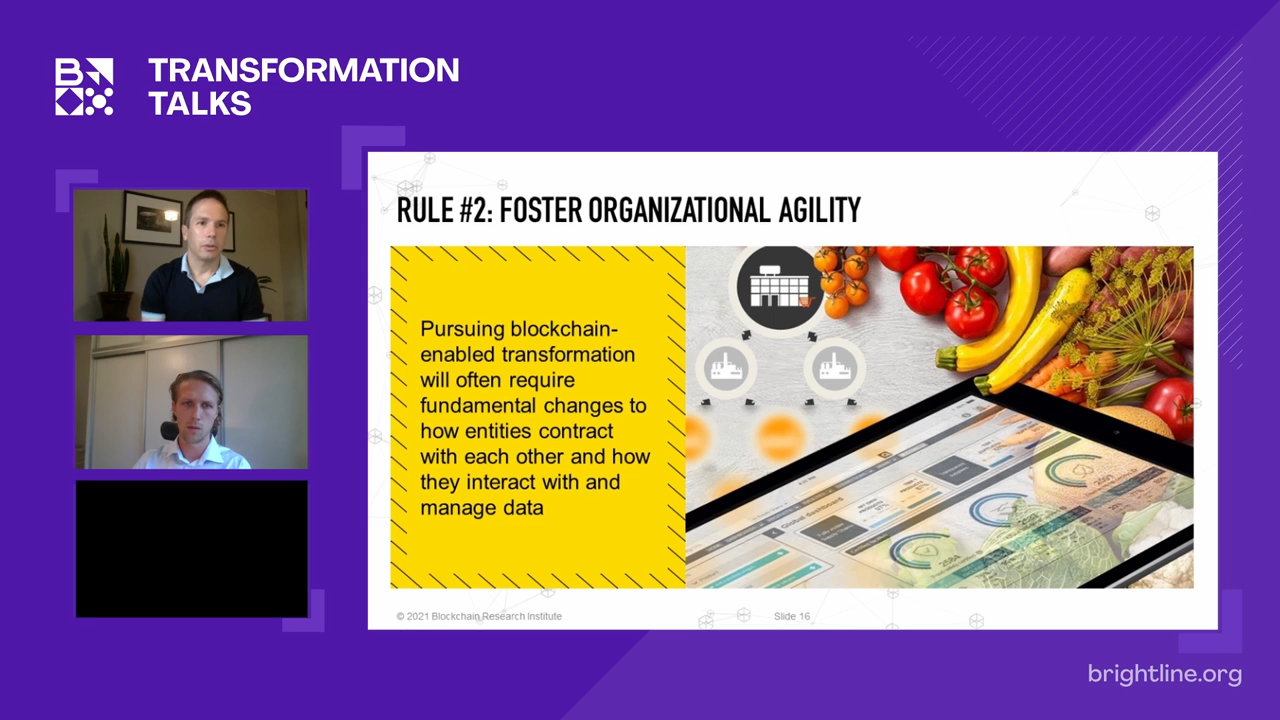 TRANSFORMATION
TALKS
RULE #2: FOSTER ORGANIZATIONAL AGILITY
Pursuing blockchain-
enabled transformation
will often require
fundamental changes to
how entities contract
with each other and how
they interact with and
manage data
Global dashboard
© 2021 Blockchain Research Institute
Slide 16
brightline.org